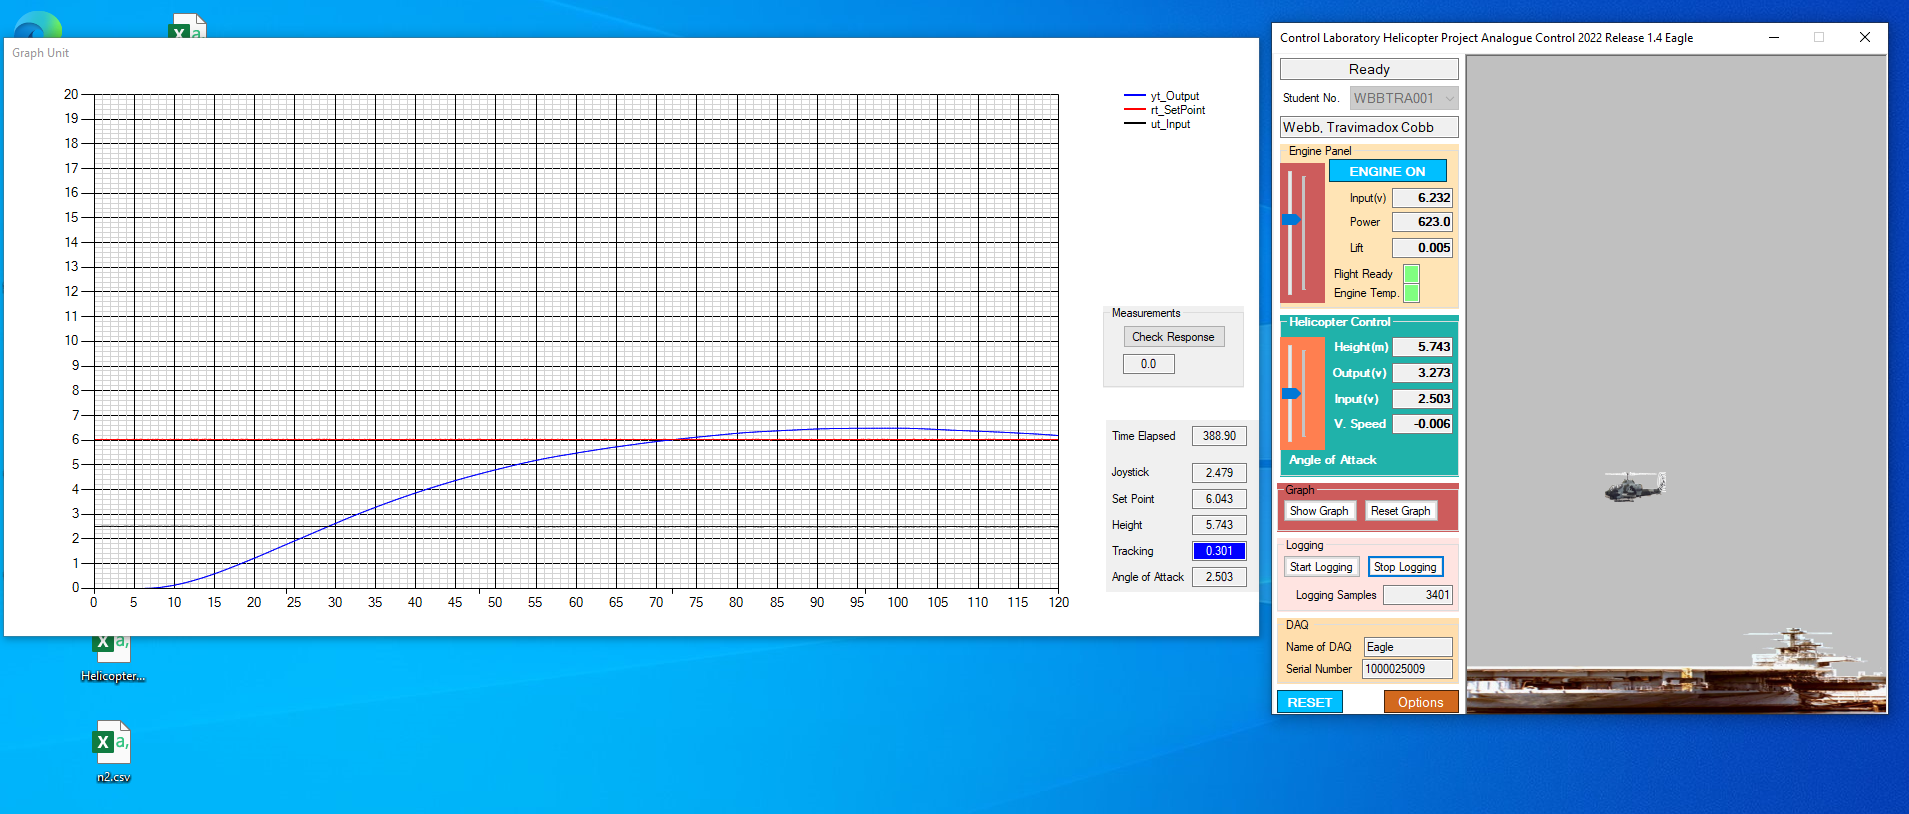 Graph Unit
20
19
18
17
16
15
14
13
12
11
10
9
8
7
6
5
4
3
2
1
0
0 5 10 15 20 25 30 35 40 45 50 55 60 65 70 75 80 85 90 95 100 105 110 115 120
yt_Output
rt_SetPoint
ut_Input
Measurements
Check Response
0.0
Time Elapsed 388.90
Joystick 2.479
Set Point 6.043
Height 5.743
Tracking 0.301
Angle of Attack 2.503
X a,
X a,
Helicopter...
X a,
n2.csv
Control Laboratory Helicopter Project Analogue Control 2022 Release 1.4 Eagle
Ready
Student No. WBBTRA001
Webb, Travimadox Cobb
Engine Panel
ENGINE ON
Input(v) 6.232
Power 623.0
Lift 0.005
Flight Ready
Engine Temp.
Helicopter Control
Height(m) 5.743
Output(v) 3.273
Input(v) 2.503
V. Speed -0.006
Angle of Attack
Graph
Show Graph Reset Graph
Logging
Start Logging Stop Logging
Logging Samples 3401
DAQ
Name of DAQ Eagle
Serial Number 1000025009
RESET Options